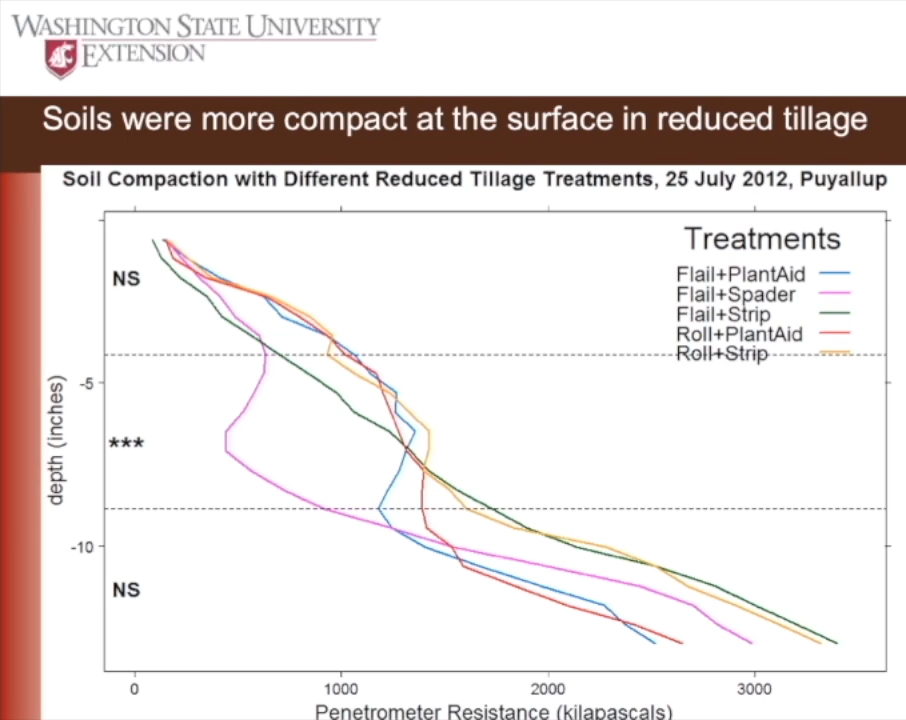 WASHINGTON STATE UNIVERSITY
EXTENSION
Soils were more compact at the surface in reduced tillage
Soil Compaction with Different Reduced Tillage Treatments, 25 July 2012, Puyallup
Treatments
Flail+PlantAid
Flail+Spader
Flail+Strip
Roll+PlantAid
Roll+Strip
NS
***
NS
depth (inches)
-5
-10
0 1000 2000 3000
Penetrometer Resistance (kilapascals)